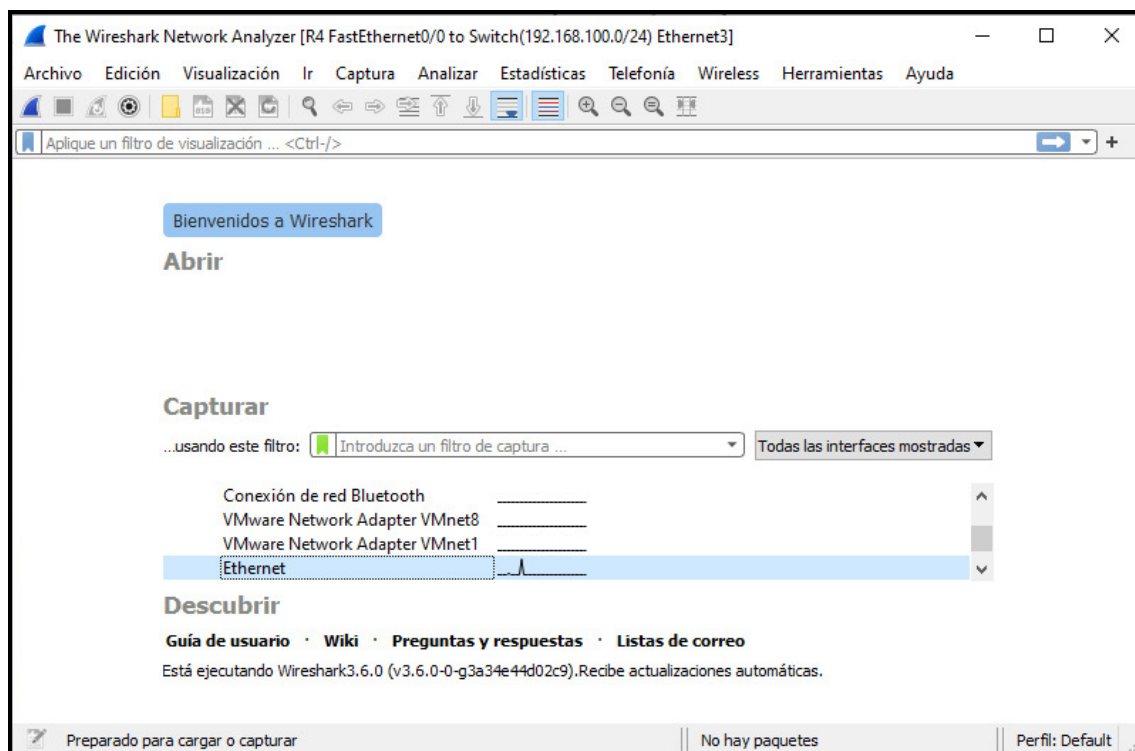 The Wireshark Network Analyzer [R4 FastEthernet0/0 to Switch(192.168.100.0/24) Ethernet3]
Archivo Edición Visualización Ir Captura Analizar Estadísticas Telefonía Wireless Herramientas Ayuda
Aplique un filtro de visualización ... <Ctrl-/>
Bienvenidos a Wireshark
Abrir
Capturar
...usando este filtro: Introduzca un filtro de captura ... Todas las interfaces mostradas
Conexión de red Bluetooth
VMware Network Adapter VMnet8
VMware Network Adapter VMnet1
Ethernet
Descubrir
Guía de usuario · Wiki · Preguntas y respuestas · Listas de correo
Está ejecutando Wireshark3.6.0 (v3.6.0-0-g3a34e44d02c9).Recibe actualizaciones automáticas.
Preparado para cargar o capturar No hay paquetes Perfil: Default